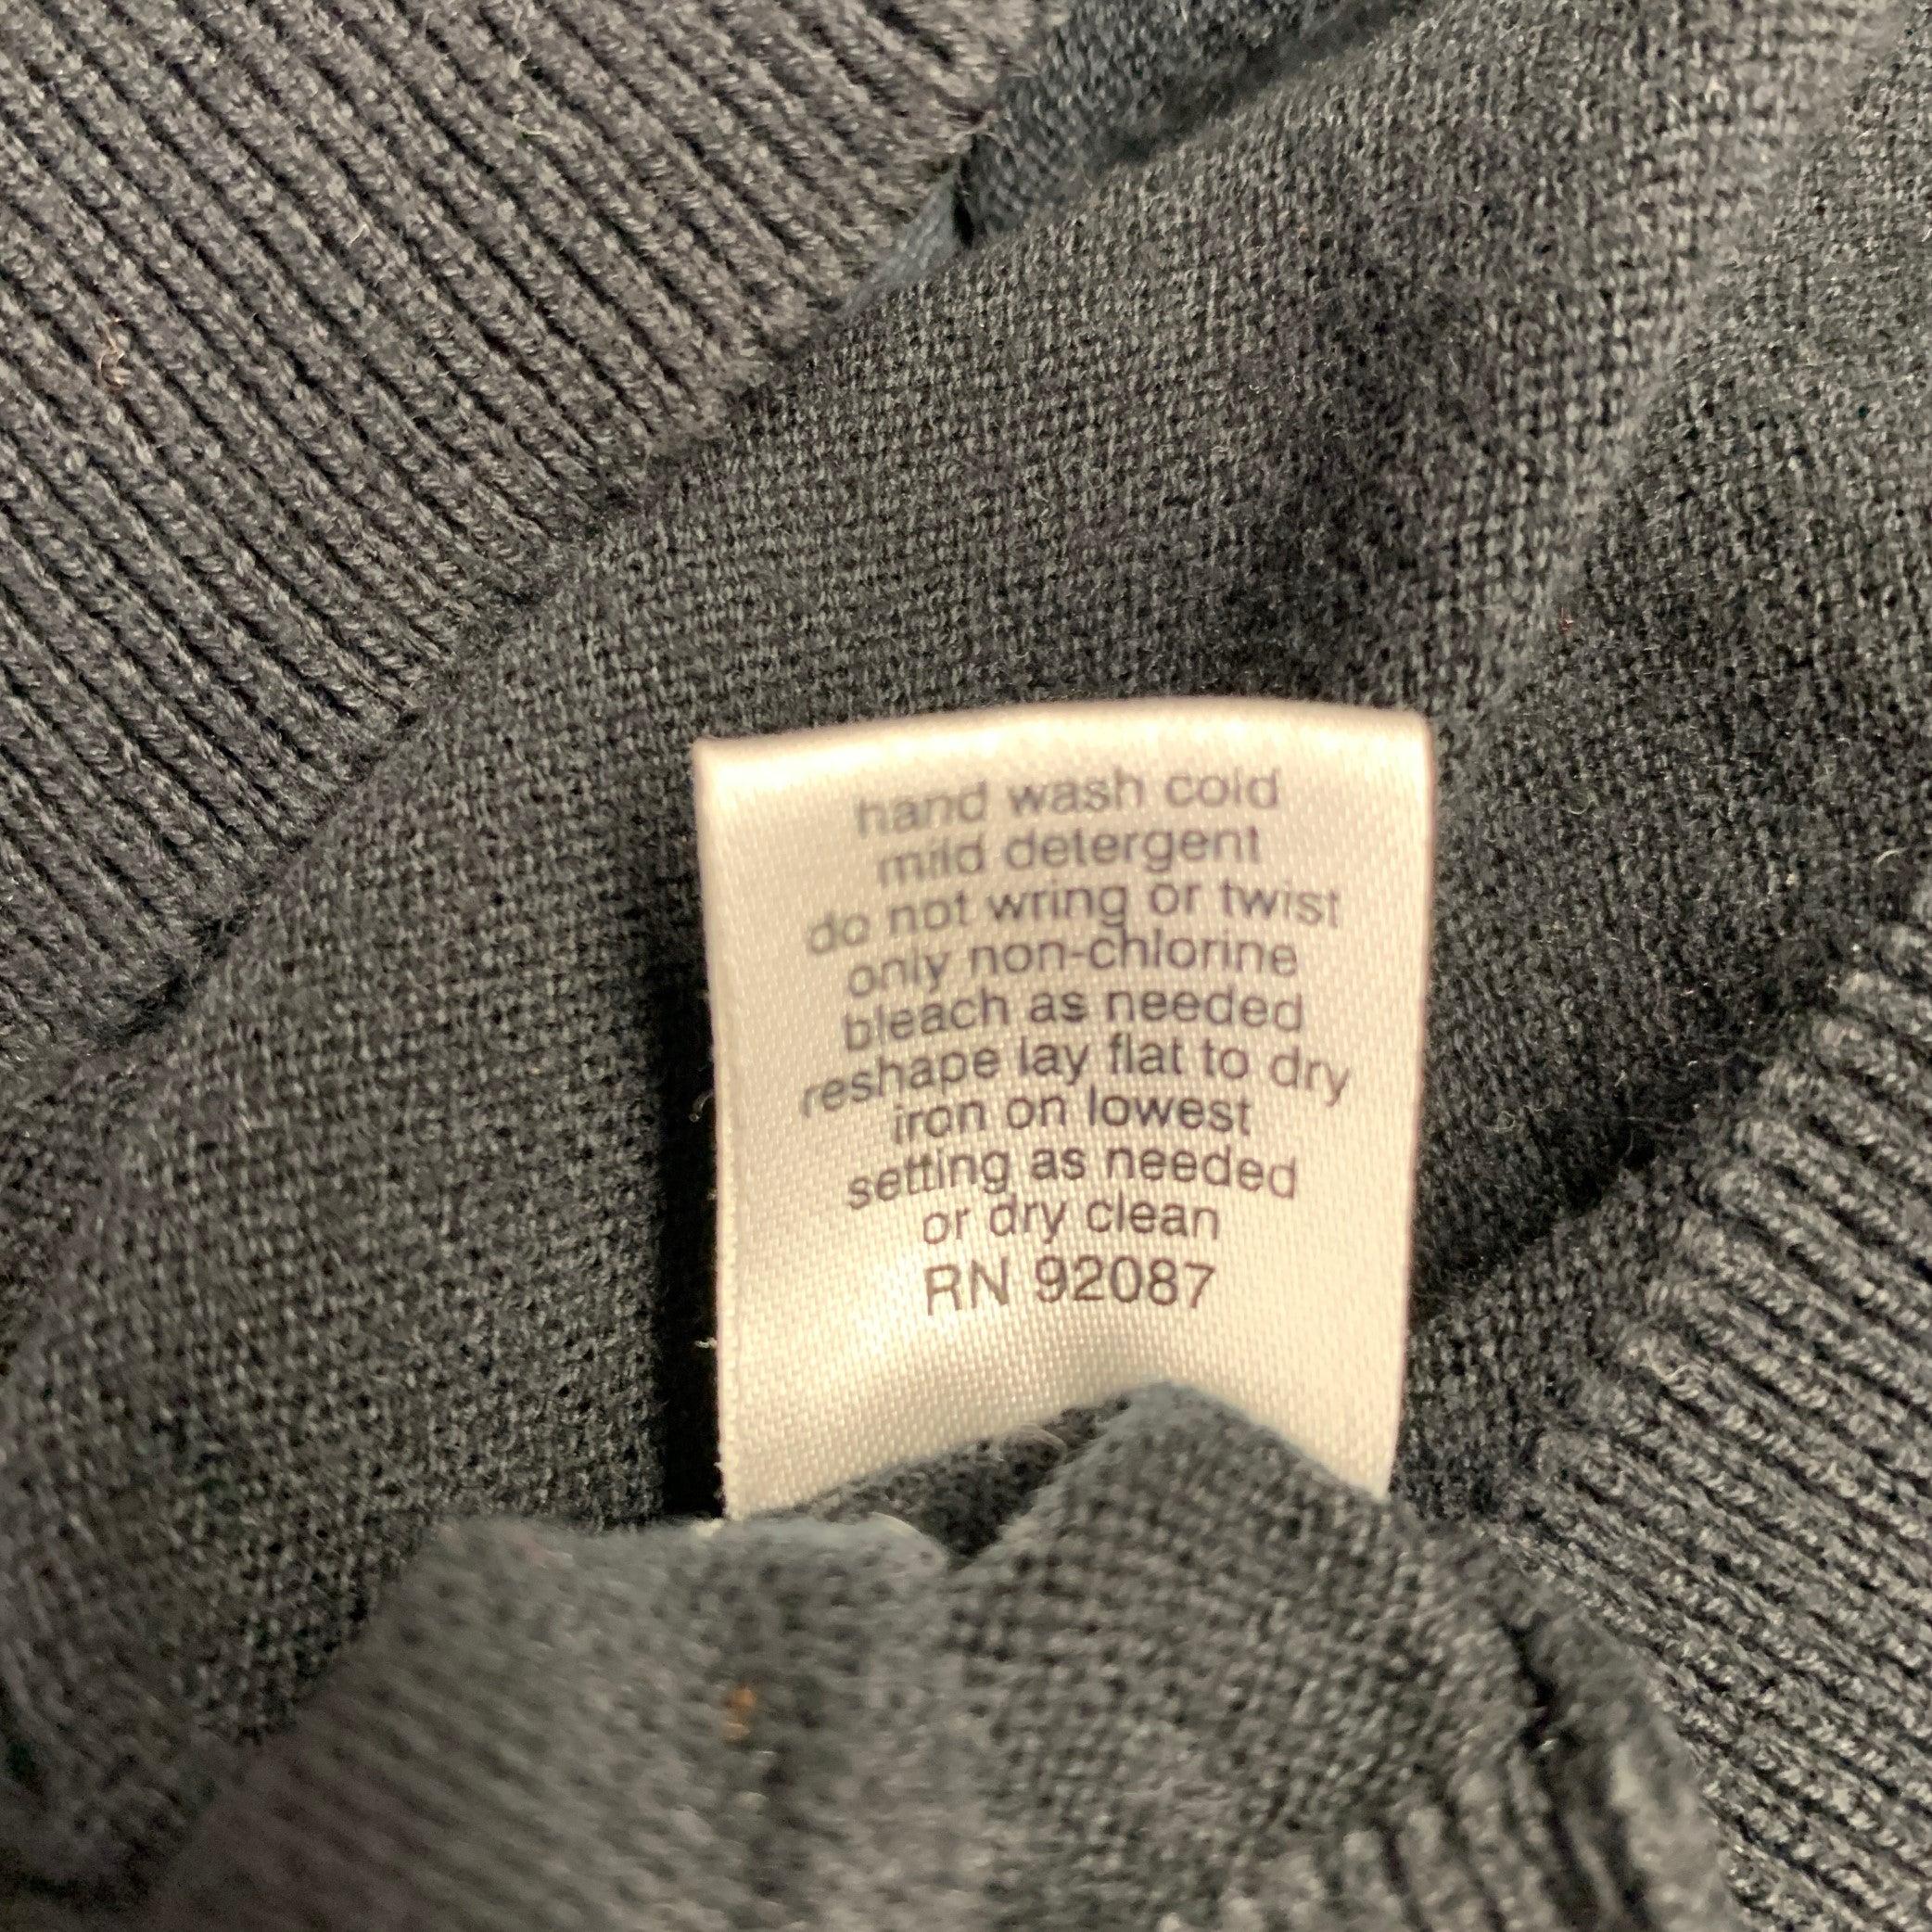 hand wash cold
mild detergent
do not wring or twist
only non-chlorine
bleach as needed
reshape lay flat to dry
iron on lowest
setting as needed
or dry clean
RN 92087